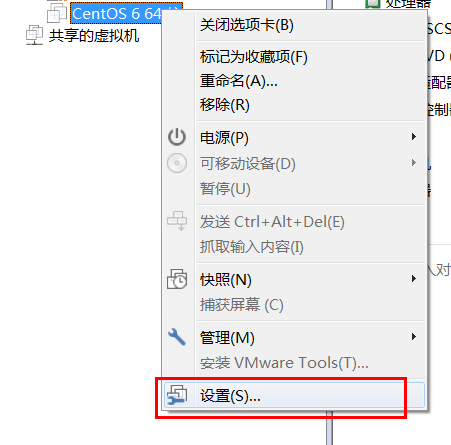 CentOS 6 64
共享的虚拟机
关闭选项卡(B)
标记为收藏项(F)
重命名(A)...
移除(R)
电源(P)
可移动设备(D)
暂停(U)
发送 Ctrl+Alt+Del(E)
抓取输入内容(I)
快照(N)
捕获屏幕 (C)
管理(M)
安装 VMware Tools(T)...
设置(S)...
处理器
SCS
VD (
配
控制器
器
入对